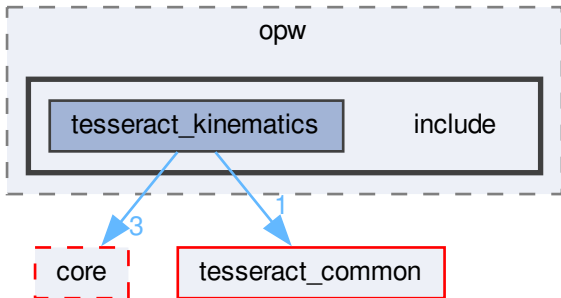 opw
tesseract_kinematics
include
3
1
core
tesseract_common